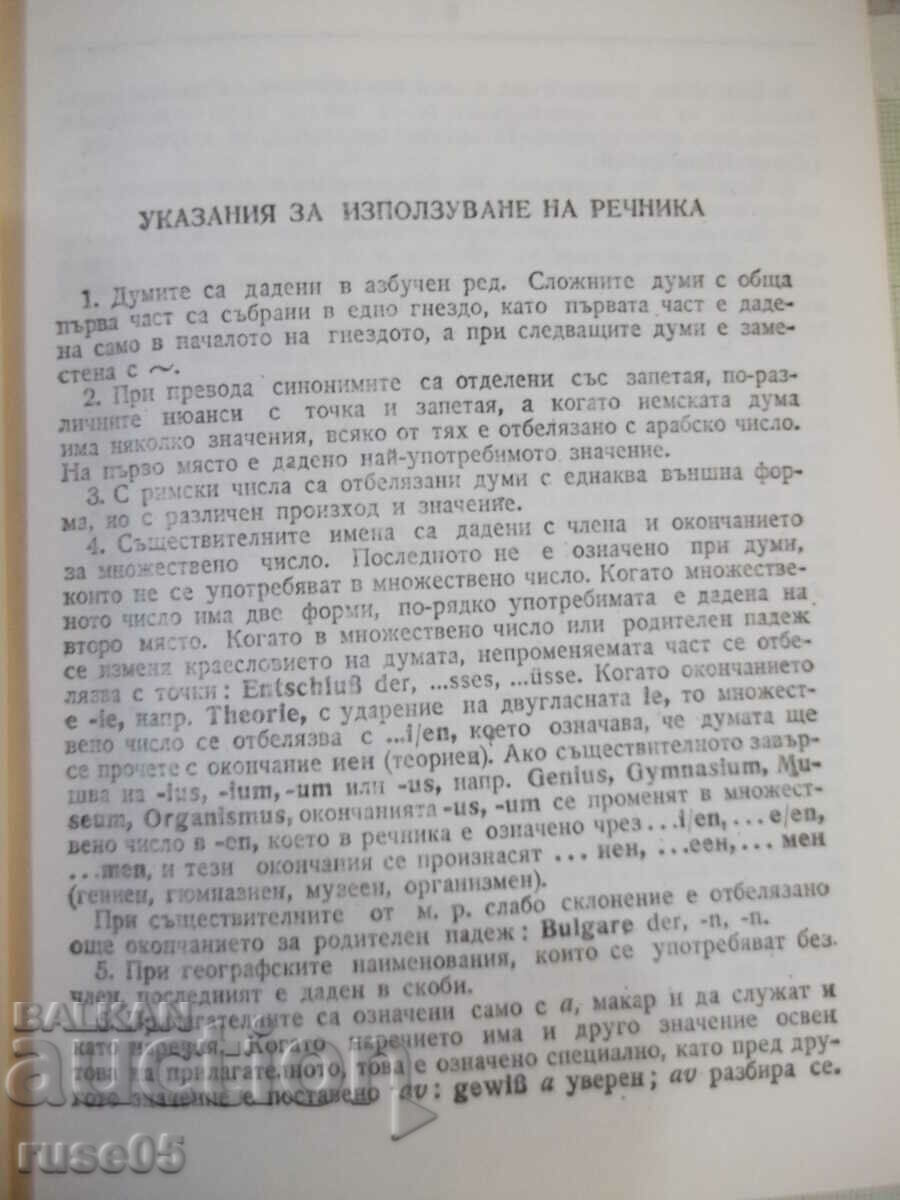 УКАЗАНИЯ ЗА ИЗПОЛЗУВАНЕ НА РЕЧНИКА
1. Думите са дадени в азбучен ред. Сложните думи с обща
първа част са събрани в едно гнездо, като първата част е даде-
на само в началото на гнездото, а при следващите думи е заме-
стена с ~.
2. При превода синонимите са отделени със запетая, по-раз-
личните нюанси с точка и запетая, а когато немската дума
има няколко значения, всяко от тях е отбелязано с арабско число.
На първо място е дадено най-употребимото значение.
3. С римски числа са отбелязани думи с еднаква външна фор-
ма, но с различен произход и значение.
4. Съществителните имена са дадени с члена и окончанието
за множествено число. Последното не е означено при думи,
които не се употребяват в множествено число. Когато множестве-
ното число има две форми, по-рядко употребимата е дадена на
второ място. Когато в множествено число или родителен падеж
се изменя краесловието на думата, непроменяемата част се отбе-
лязва с точки: Entschluß der, ...sses, ...üsse. Когато окончанието
е -ie, напр. Theorie, с ударение на двугласната ie, то множест-
вено число се отбелязва с ...i/en, което означава, че думата ще
се прочете с окончание иен (теориен). Ако съществителното завър-
шва на -ius, -ium, -um или -us, напр. Genius, Gymnasium, Mu-
seum, Organismus, окончанията -us, -um се променят в множест-
вено число в -en, което в речника е означено чрез ...i/en, ...e/en,
...men, и тези окончания се произнасят ... иен, ...еен, ... мен
(гениен, гюмназиен, музеен, организмен).
При съществителните от м. р. слабо склонение е отбелязано
още окончанието за родителен падеж: Bulgare der, -n, -n.
5. При географските наименования, които се употребяват без
член, последният е даден в скоби.
6. Прилагателните са означени само с a, макар и да служат и
като наречия. Когато наречието има и друго значение освен
това на прилагателното, това е означено специално, като пред дру-
гото значение е поставено av: gewiß a уверен; av разбира се.
BALKAN
auction
ruse05